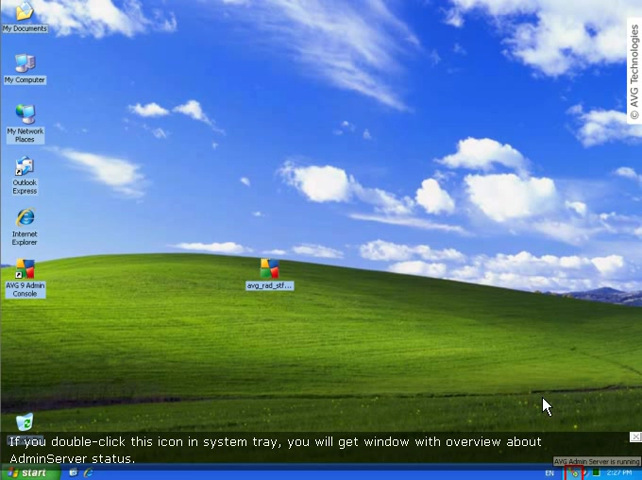 My Documents
© AVG Technologies
My Computer
My Network
Places
Outlook
Express
Internet
Explorer
AVG 9 Admin
Console
avg_rad_stf...
If you double-click this icon in system tray, you will get window with overview about
AdminServer status.
AVG Admin Server is running
start
EN
2:27 PM